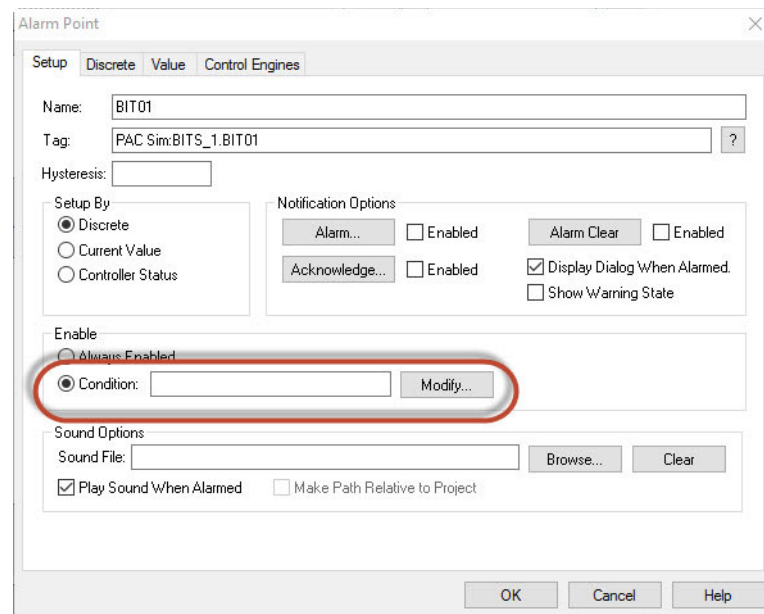 Alarm Point
Setup Discrete Value Control Engines
Name: BIT01
Tag: PAC Sim:BITS_1.BIT01 ?
Hysteresis:
Setup By
Discrete
Current Value
Controller Status
Notification Options
Alarm... Enabled Alarm Clear Enabled
Acknowledge... Enabled Display Dialog When Alarmed.
Show Warning State
Enable
Always Enabled
Condition: Modify...
Sound Options
Sound File: Browse... Clear
Play Sound When Alarmed Make Path Relative to Project
OK Cancel Help